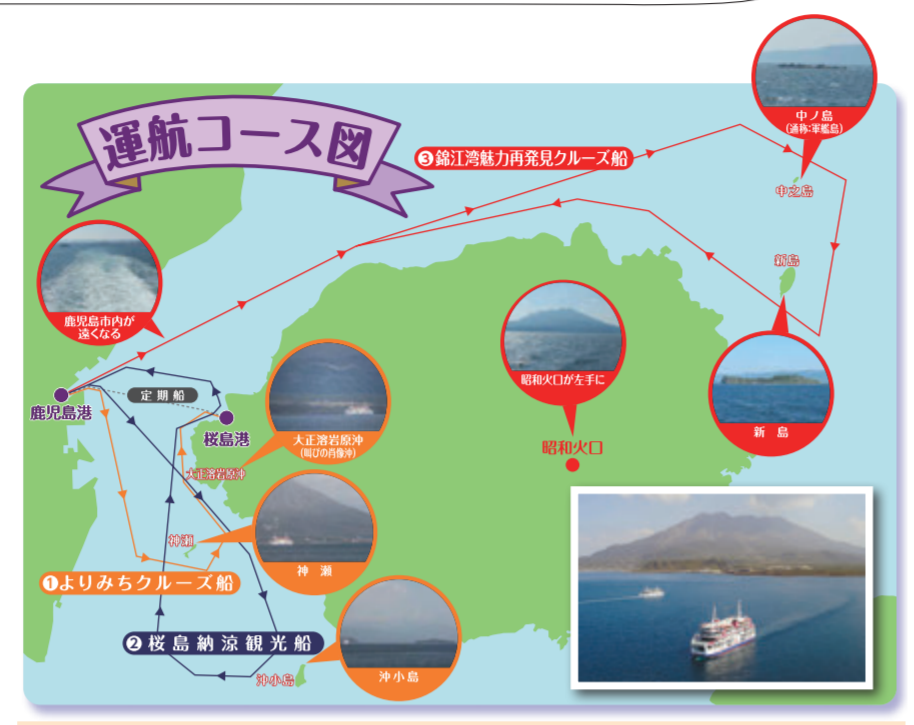 運航コース図
中ノ島
(通称:軍艦島)
❸錦江湾魅力再発見クルーズ船
中之島
新島
鹿児島市内が
遠くなる
昭和火口が左手に
定期船
鹿児島港
桜島港
大正溶岩原沖
(叫びの肖像沖)
新島
昭和火口
大正溶岩原沖
神瀬
神瀬
❶よりみちクルーズ船
❷桜島納涼観光船
沖小島
沖小島